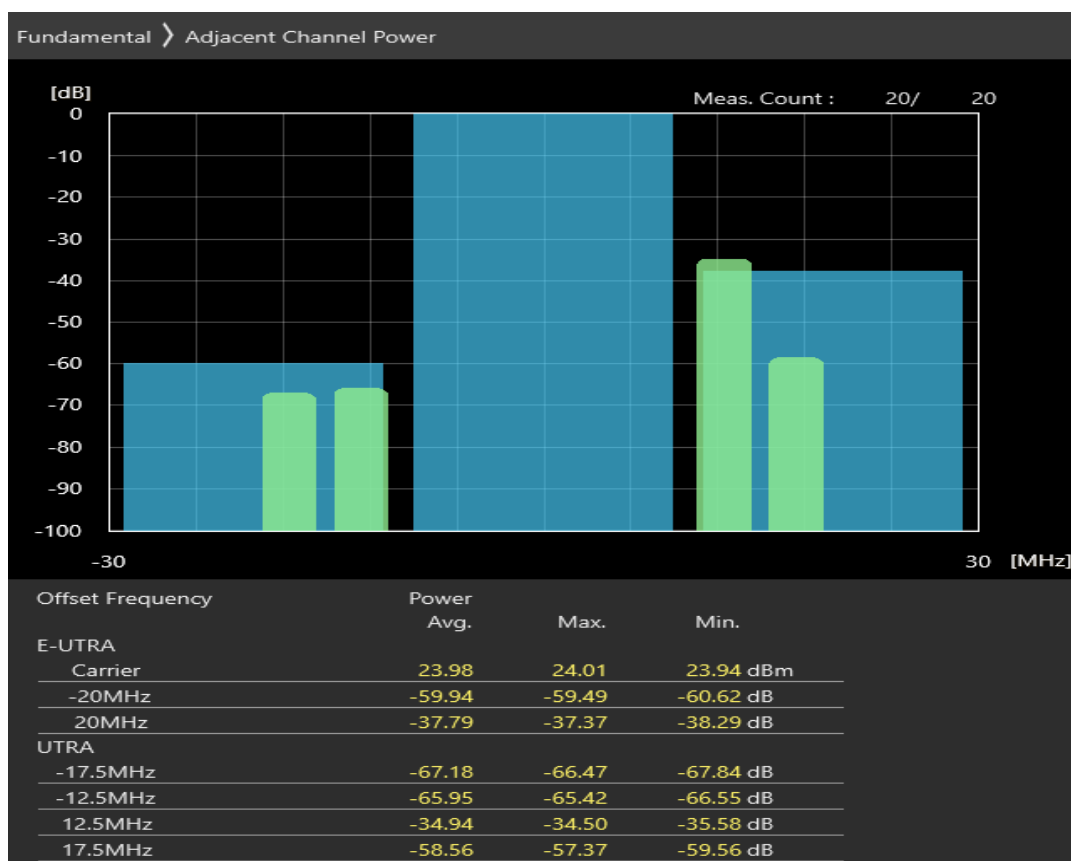 Fundamental ❯ Adjacent Channel Power
[dB]
Meas. Count : 20/ 20
0
-10
-20
-30
-40
-50
-60
-70
-80
-90
-100
-30 30 [MHz]
Offset Frequency Power
Avg. Max. Min.
E-UTRA
Carrier 23.98 24.01 23.94 dBm
-20MHz -59.94 -59.49 -60.62 dB
20MHz -37.79 -37.37 -38.29 dB
UTRA
-17.5MHz -67.18 -66.47 -67.84 dB
-12.5MHz -65.95 -65.42 -66.55 dB
12.5MHz -34.94 -34.50 -35.58 dB
17.5MHz -58.56 -57.37 -59.56 dB